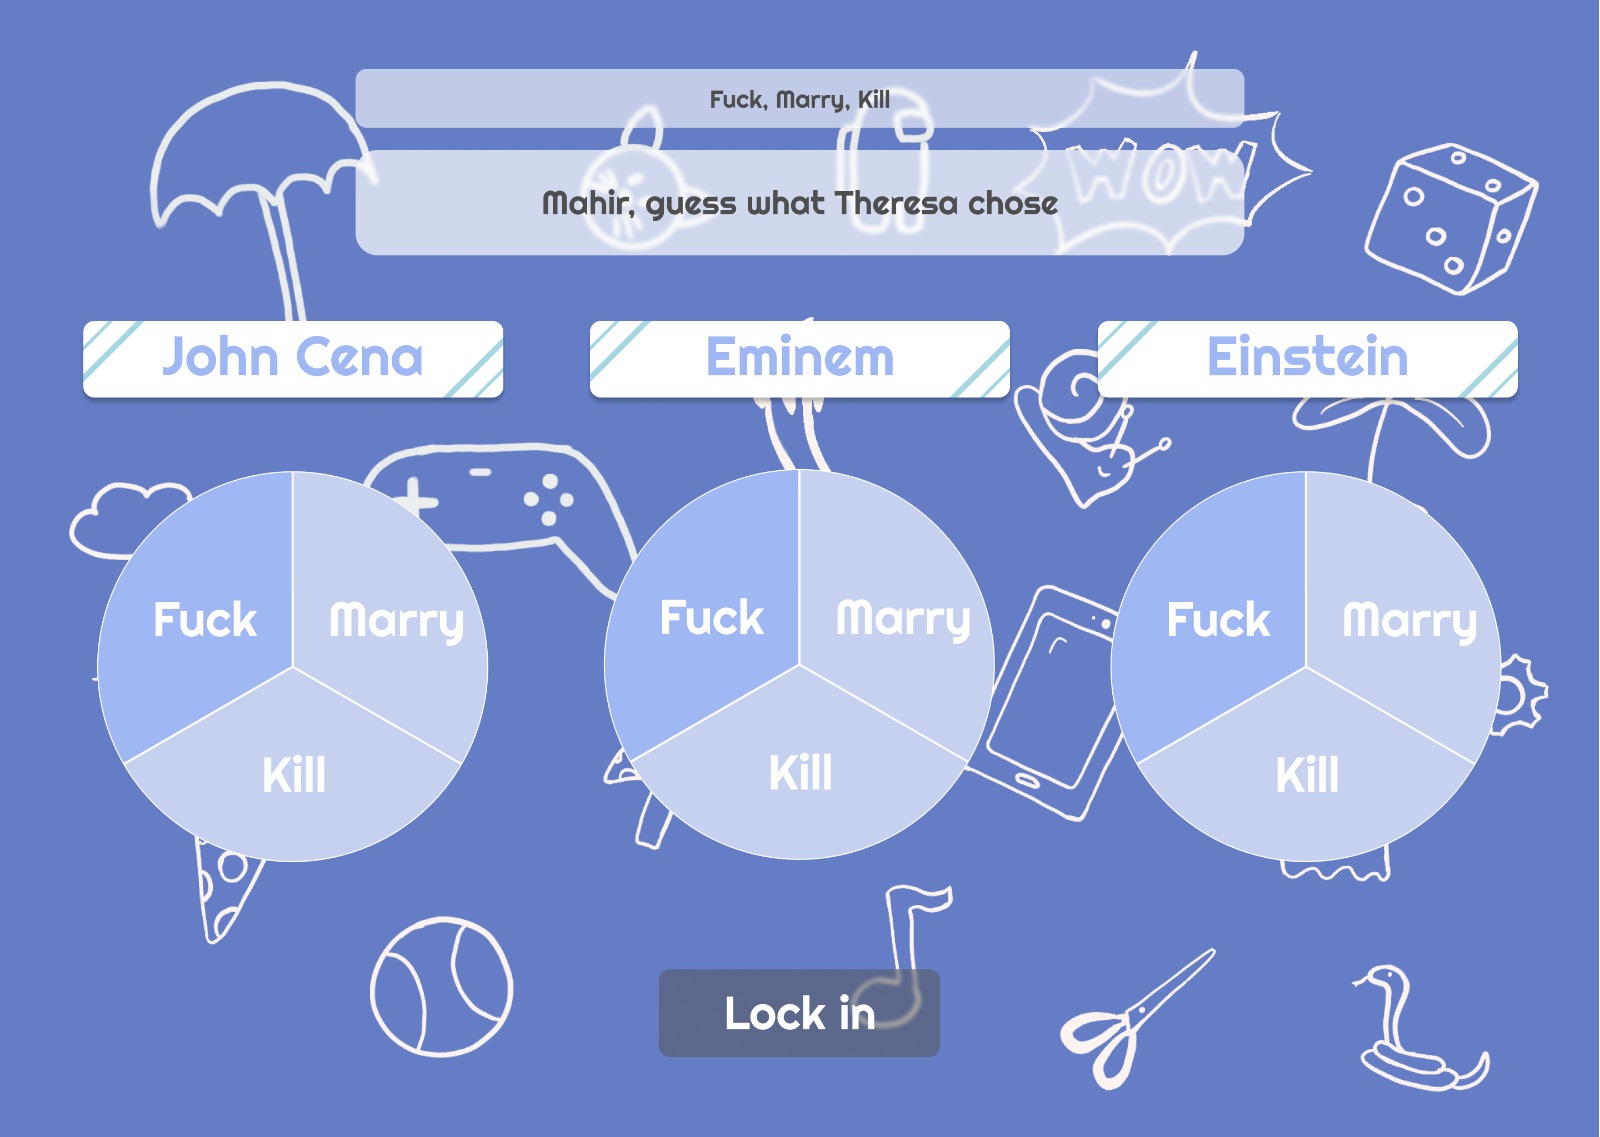 Fuck, Marry, Kill
WOW
Mahir, guess what Theresa chose
John Cena
Eminem
Einstein
Fuck
Marry
Kill
Fuck
Marry
Kill
Fuck
Marry
Kill
Lock in